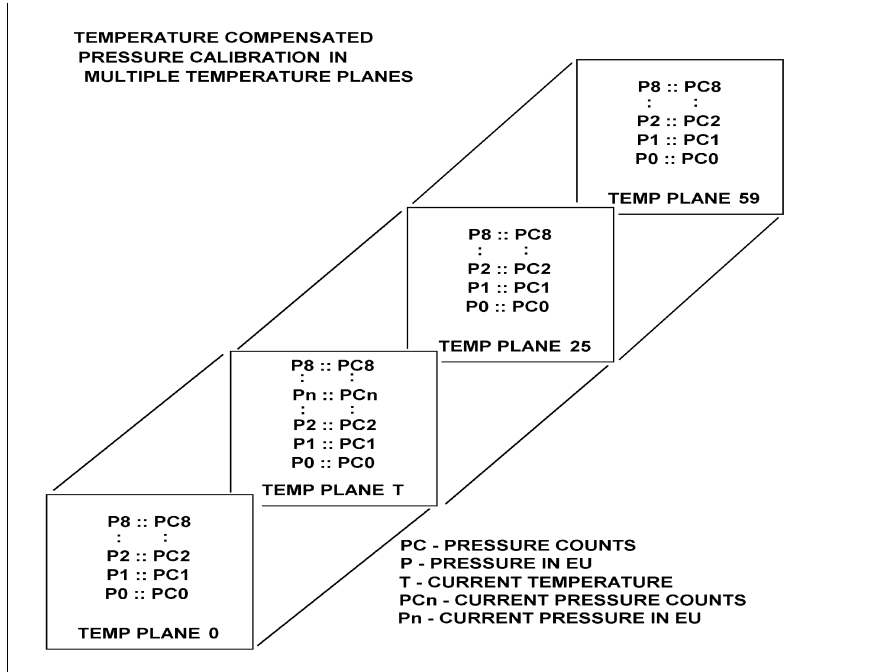 TEMPERATURE COMPENSATED
PRESSURE CALIBRATION IN
MULTIPLE TEMPERATURE PLANES
P8 :: PC8
: :
P2 :: PC2
P1 :: PC1
P0 :: PC0
TEMP PLANE 59
P8 :: PC8
: :
P2 :: PC2
P1 :: PC1
P0 :: PC0
TEMP PLANE 25
P8 :: PC8
: :
Pn :: PCn
: :
P2 :: PC2
P1 :: PC1
P0 :: PC0
TEMP PLANE T
P8 :: PC8
: :
P2 :: PC2
P1 :: PC1
P0 :: PC0
TEMP PLANE 0
PC - PRESSURE COUNTS
P - PRESSURE IN EU
T - CURRENT TEMPERATURE
PCn - CURRENT PRESSURE COUNTS
Pn - CURRENT PRESSURE IN EU